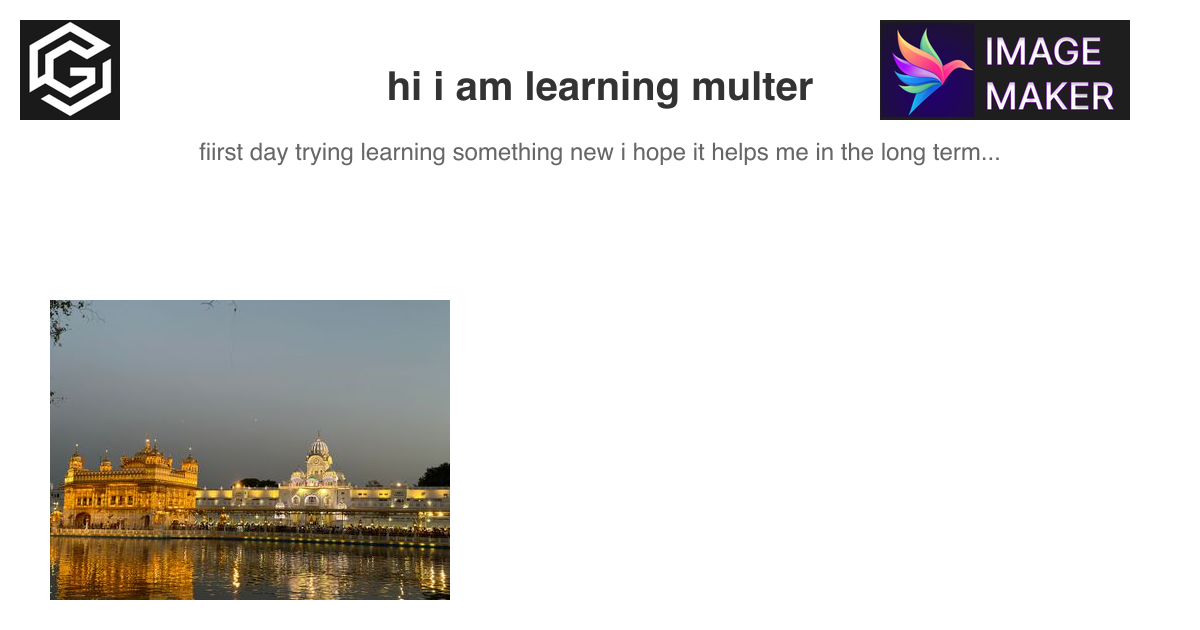 hi i am learning multer
IMAGE
MAKER
fiirst day trying learning something new i hope it helps me in the long term...